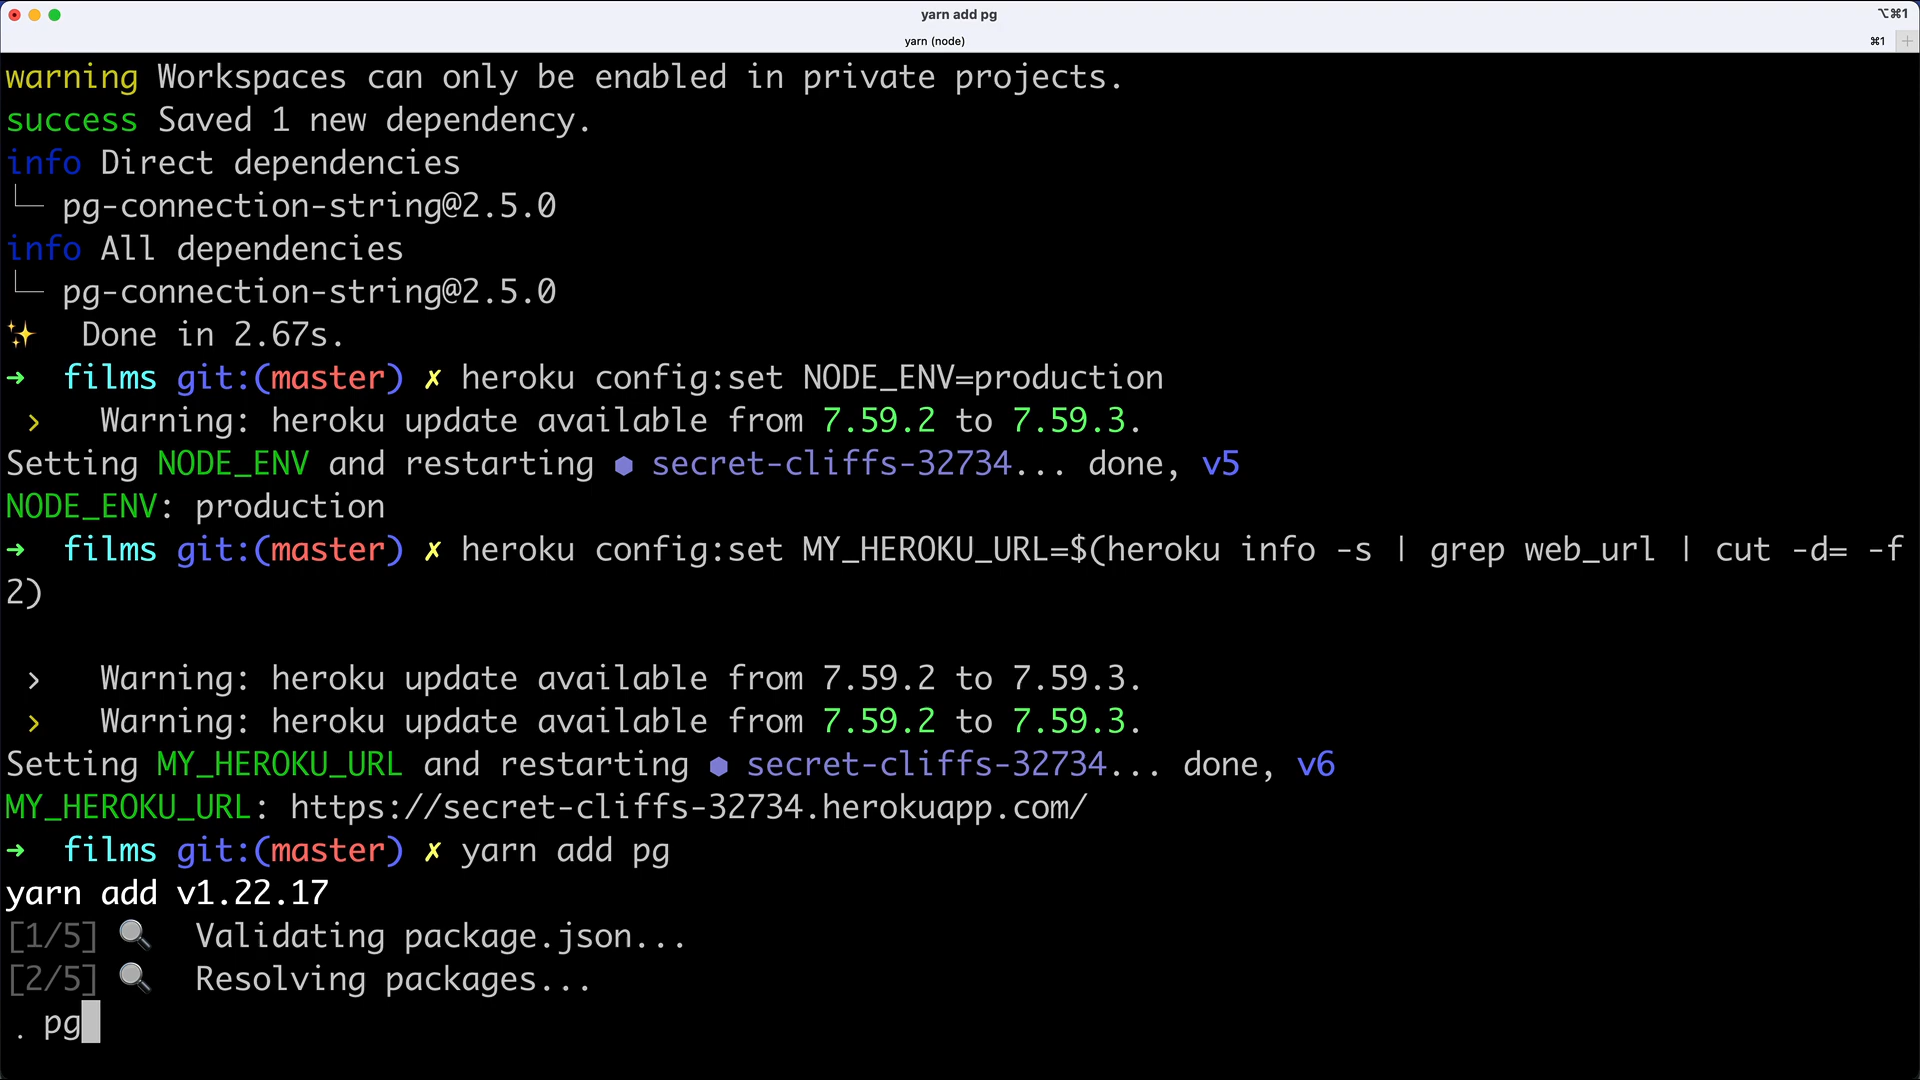 yarn add pg
⌥⌘1
yarn (node)
⌘1
warning Workspaces can only be enabled in private projects.
success Saved 1 new dependency.
info Direct dependencies
└─ pg-connection-string@2.5.0
info All dependencies
└─ pg-connection-string@2.5.0
✨  Done in 2.67s.
➜  films git:(master) ✗ heroku config:set NODE_ENV=production
 ›   Warning: heroku update available from 7.59.2 to 7.59.3.
Setting NODE_ENV and restarting ⬢ secret-cliffs-32734... done, v5
NODE_ENV: production
➜  films git:(master) ✗ heroku config:set MY_HEROKU_URL=$(heroku info -s | grep web_url | cut -d= -f
2)
 ›   Warning: heroku update available from 7.59.2 to 7.59.3.
 ›   Warning: heroku update available from 7.59.2 to 7.59.3.
Setting MY_HEROKU_URL and restarting ⬢ secret-cliffs-32734... done, v6
MY_HEROKU_URL: https://secret-cliffs-32734.herokuapp.com/
➜  films git:(master) ✗ yarn add pg
yarn add v1.22.17
[1/5] 🔍  Validating package.json...
[2/5] 🔍  Resolving packages...
. pg